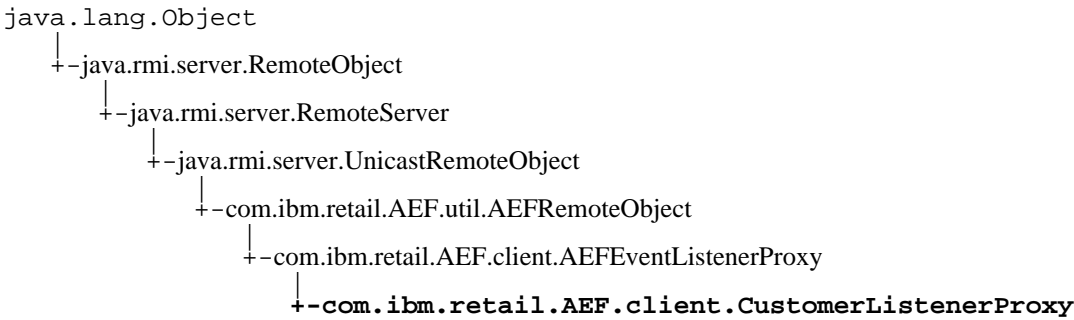 java.lang.Object
|
+-java.rmi.server.RemoteObject
|
+-java.rmi.server.RemoteServer
|
+-java.rmi.server.UnicastRemoteObject
|
+-com.ibm.retail.AEF.util.AEFRemoteObject
|
+-com.ibm.retail.AEF.client.AEFEventListenerProxy
|
+-com.ibm.retail.AEF.client.CustomerListenerProxy